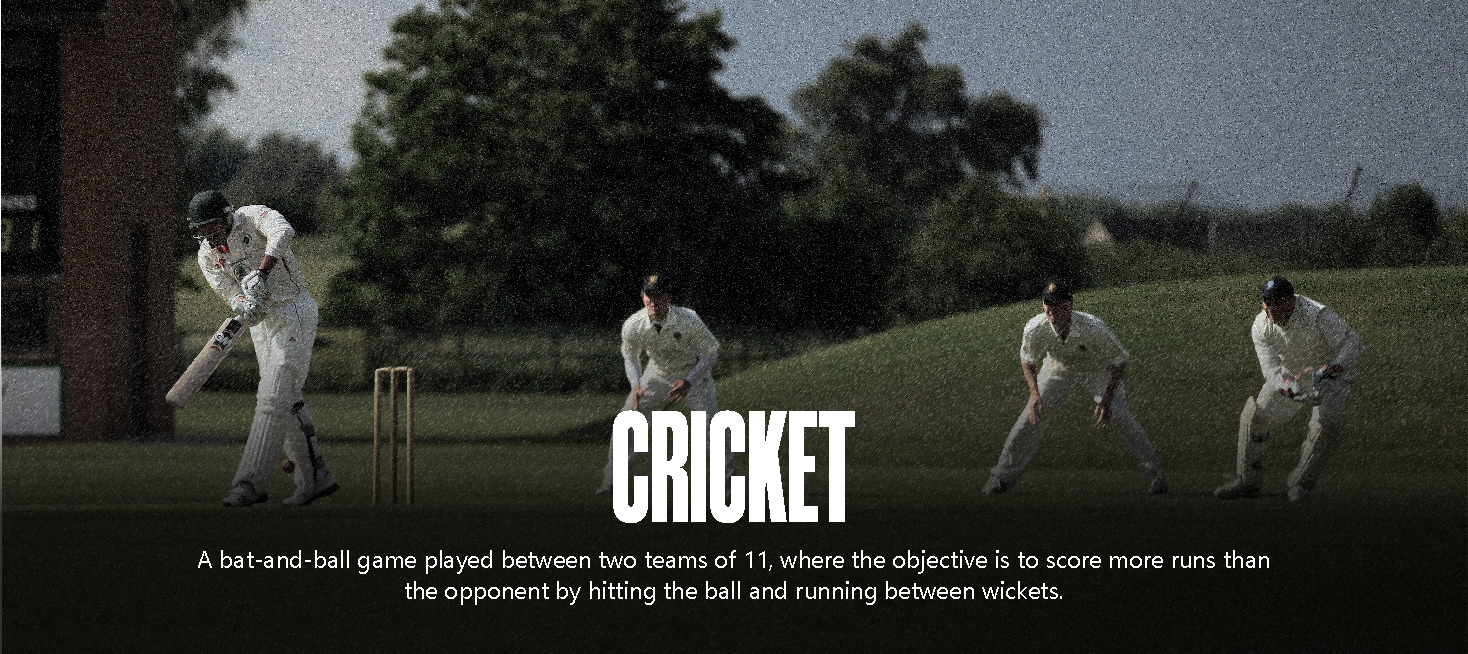 CRICKET
A bat-and-ball game played between two teams of 11, where the objective is to score more runs than
the opponent by hitting the ball and running between wickets.